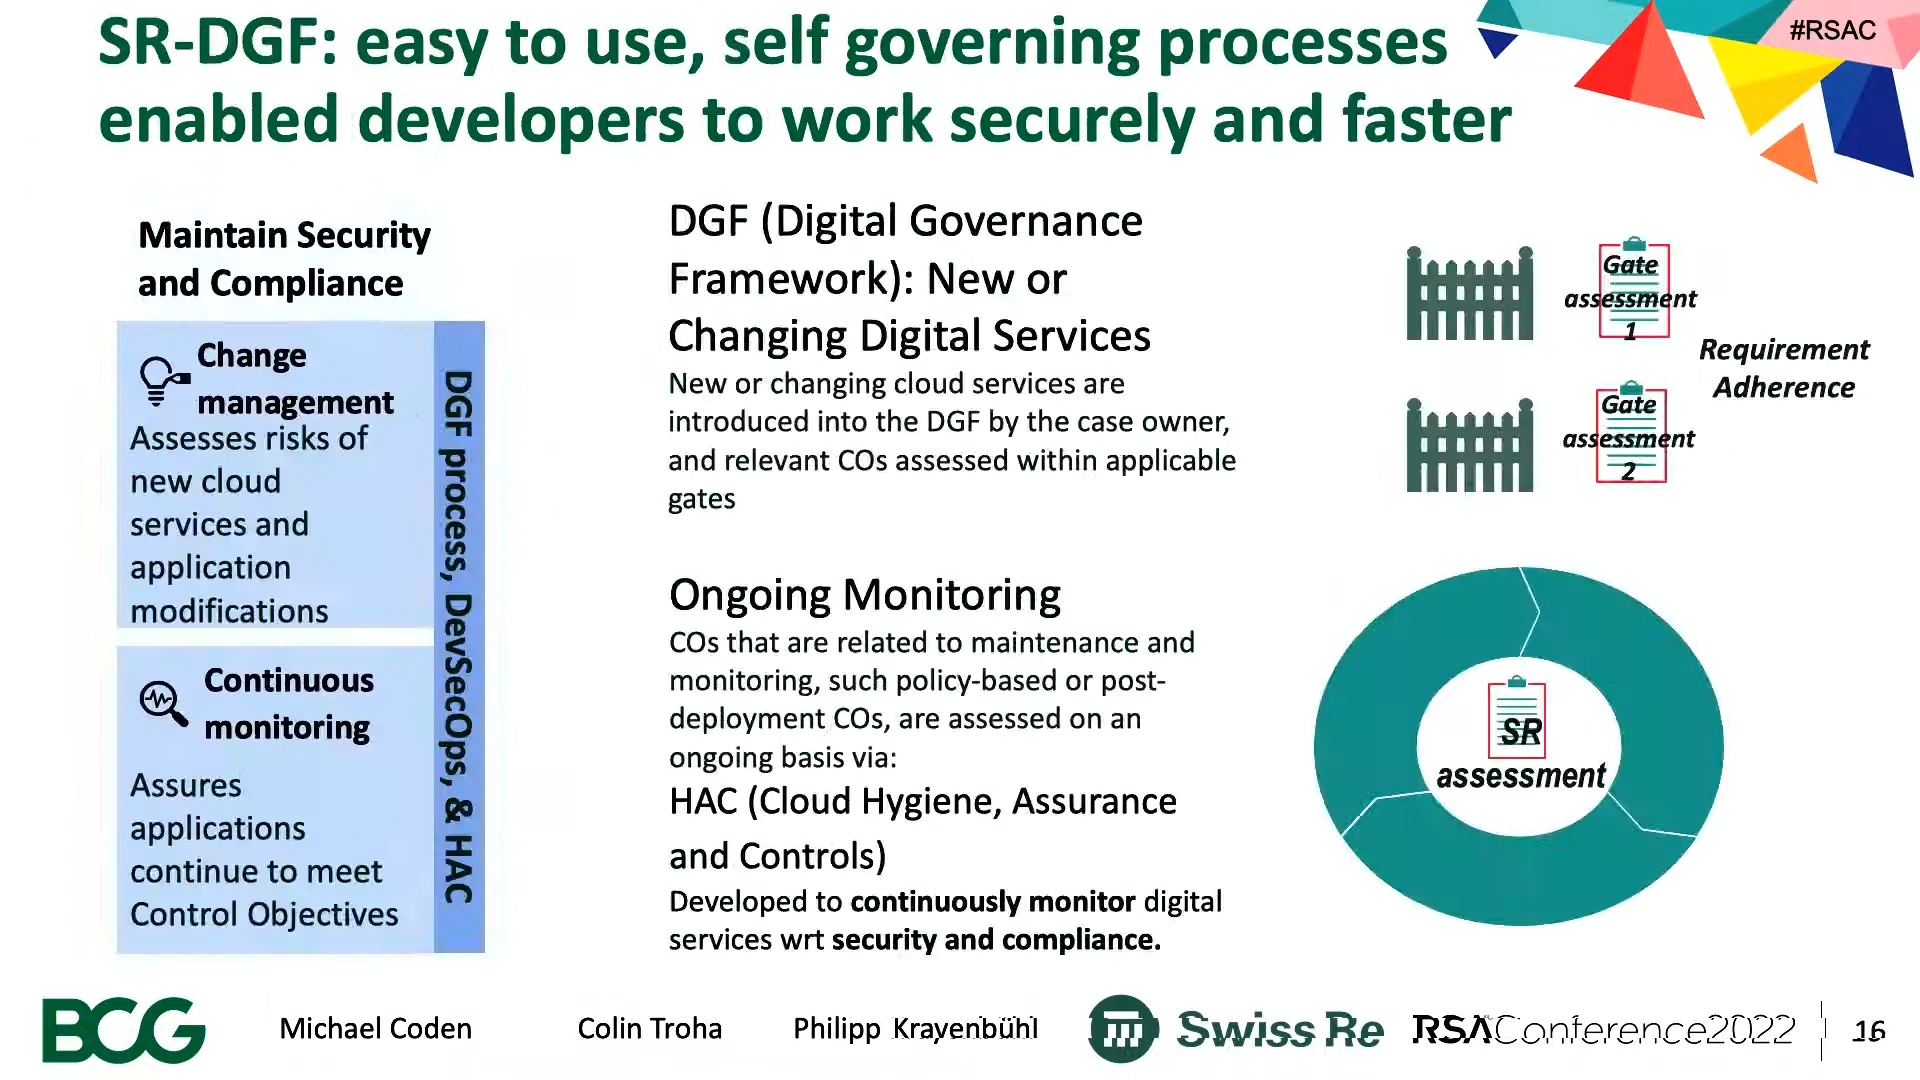 #RSAC
SR-DGF: easy to use, self governing processes
enabled developers to work securely and faster
Maintain Security
and Compliance
Change
management
Assesses risks of
new cloud
services and
application
modifications
Continuous
monitoring
Assures
applications
continue to meet
Control Objectives
DGF process, DevSecOps, & HAC
DGF (Digital Governance
Framework): New or
Changing Digital Services
New or changing cloud services are
introduced into the DGF by the case owner,
and relevant COs assessed within applicable
gates
Ongoing Monitoring
COs that are related to maintenance and
monitoring, such policy-based or post-
deployment COs, are assessed on an
ongoing basis via:
HAC (Cloud Hygiene, Assurance
and Controls)
Developed to continuously monitor digital
services wrt security and compliance.
Gate
assessment
1
Gate
assessment
2
Requirement
Adherence
SR
assessment
BCG
Michael Coden
Colin Troha
Philipp Krayenbühl
Swiss Re
RSAConference2022
16